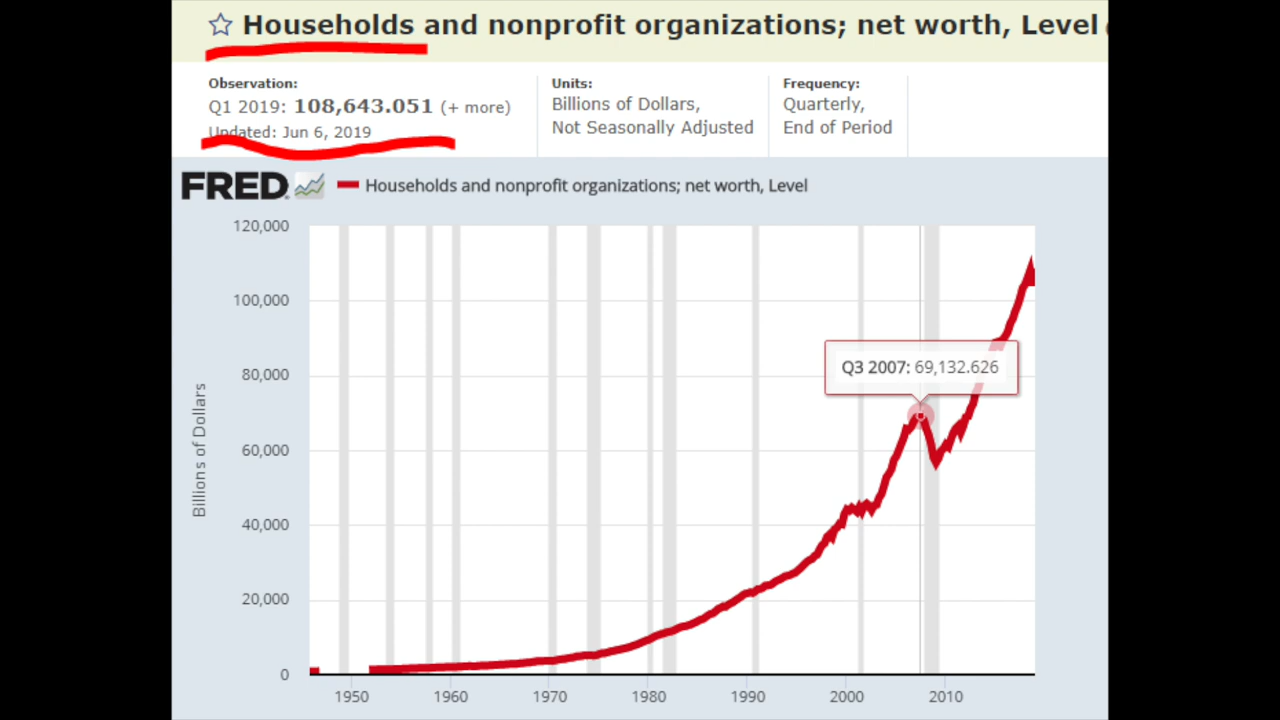 Households and nonprofit organizations; net worth, Level
Observation:
Q1 2019: 108,643.051 (+ more)
Updated: Jun 6, 2019
Units:
Billions of Dollars,
Not Seasonally Adjusted
Frequency:
Quarterly,
End of Period
FRED
Households and nonprofit organizations; net worth, Level
120,000
100,000
80,000
60,000
40,000
20,000
0
Billions of Dollars
Q3 2007: 69,132.626
1950 1960 1970 1980 1990 2000 2010